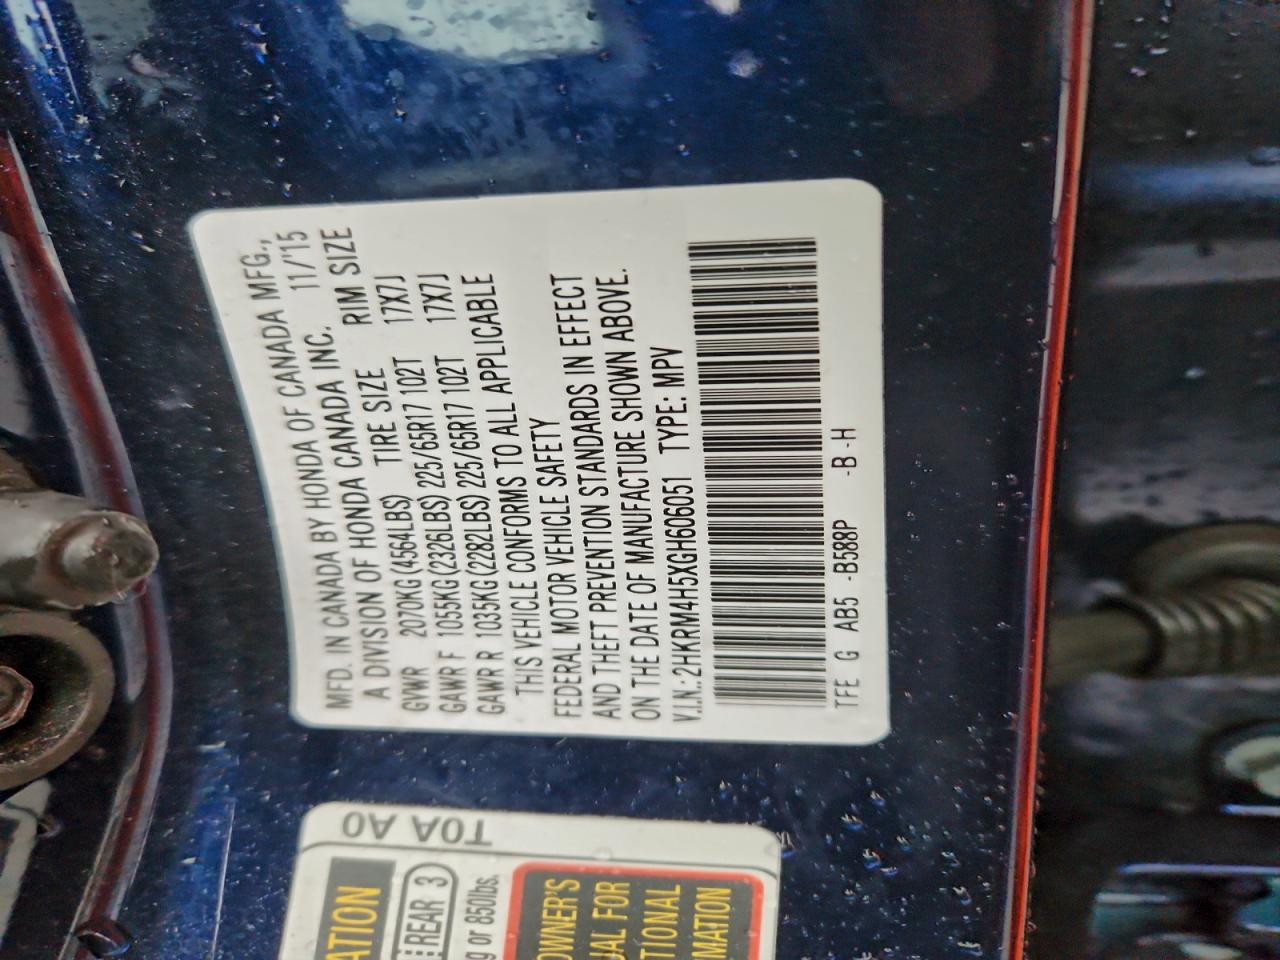 MFD. IN CANADA BY HONDA OF CANADA MFG.,
A DIVISION OF HONDA CANADA INC. 11/'15
GVWR 2070KG (4564LBS) TIRE SIZE RIM SIZE
GAWR F 1055KG (2326LBS) 225/65R17 102T 17X7J
GAWR R 1035KG (2282LBS) 225/65R17 102T 17X7J
THIS VEHICLE CONFORMS TO ALL APPLICABLE
FEDERAL MOTOR VEHICLE SAFETY
AND THEFT PREVENTION STANDARDS IN EFFECT
ON THE DATE OF MANUFACTURE SHOWN ABOVE.
V.I.N.:2HKRM4H5XGH606051 TYPE: MPV
TFE G AB5 -B588P -B-H
T0A A0
ATION
REAR 3
g or 850lbs.
OWNER'S
UAL FOR
TIONAL
MATION